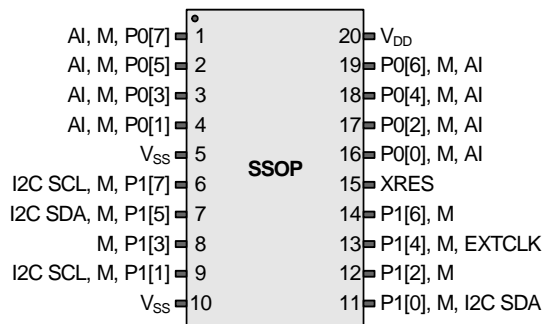 AI, M, P0[7] 1 20 VDD
AI, M, P0[5] 2 19 P0[6], M, AI
AI, M, P0[3] 3 18 P0[4], M, AI
AI, M, P0[1] 4 17 P0[2], M, AI
VSS 5 16 P0[0], M, AI
SSOP
I2C SCL, M, P1[7] 6 15 XRES
I2C SDA, M, P1[5] 7 14 P1[6], M
M, P1[3] 8 13 P1[4], M, EXTCLK
I2C SCL, M, P1[1] 9 12 P1[2], M
VSS 10 11 P1[0], M, I2C SDA